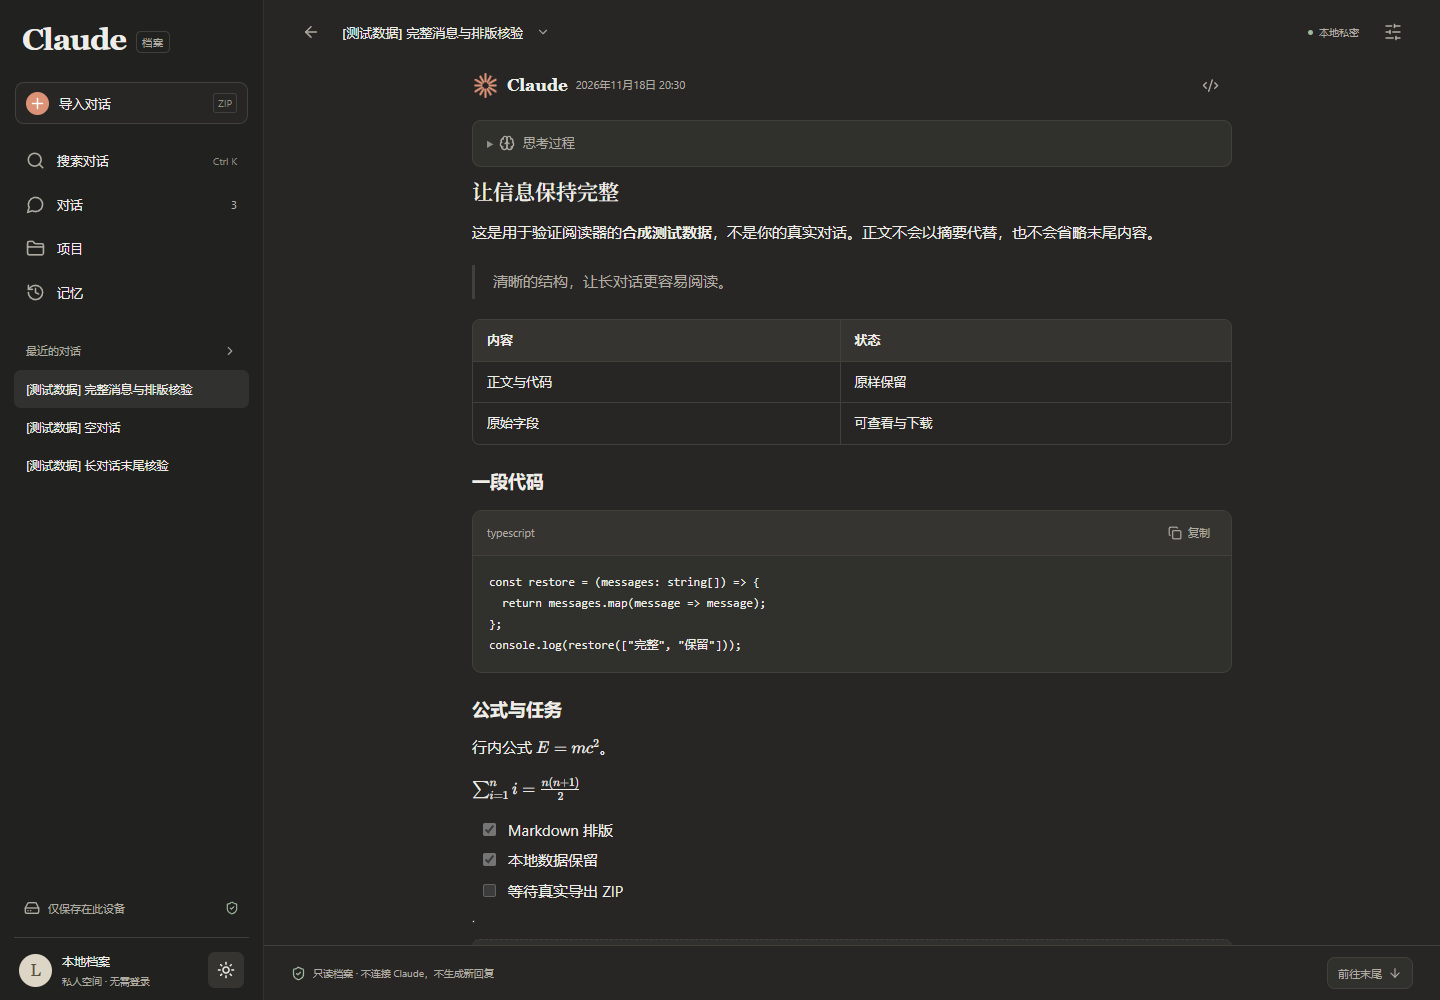 Claude 档案
导入对话 ZIP
搜索对话 Ctrl K
对话 3
项目
记忆
最近的对话
[测试数据] 完整消息与排版核验
[测试数据] 空对话
[测试数据] 长对话末尾核验
仅保存在此设备
L
本地档案
私人空间 · 无需登录
[测试数据] 完整消息与排版核验
本地私密
Claude 2026年11月18日 20:30
思考过程
让信息保持完整
这是用于验证阅读器的合成测试数据，不是你的真实对话。正文不会以摘要代替，也不会省略末尾内容。
清晰的结构，让长对话更容易阅读。
内容 状态
正文与代码 原样保留
原始字段 可查看与下载
一段代码
typescript 复制
const restore = (messages: string[]) => {
  return messages.map(message => message);
};
console.log(restore(["完整", "保留"]));
公式与任务
行内公式 E = mc²。
∑ⁿᵢ₌₁ i = n(n+1)/2
Markdown 排版
本地数据保留
等待真实导出 ZIP
.
只读档案 · 不连接 Claude，不生成新回复
前往末尾